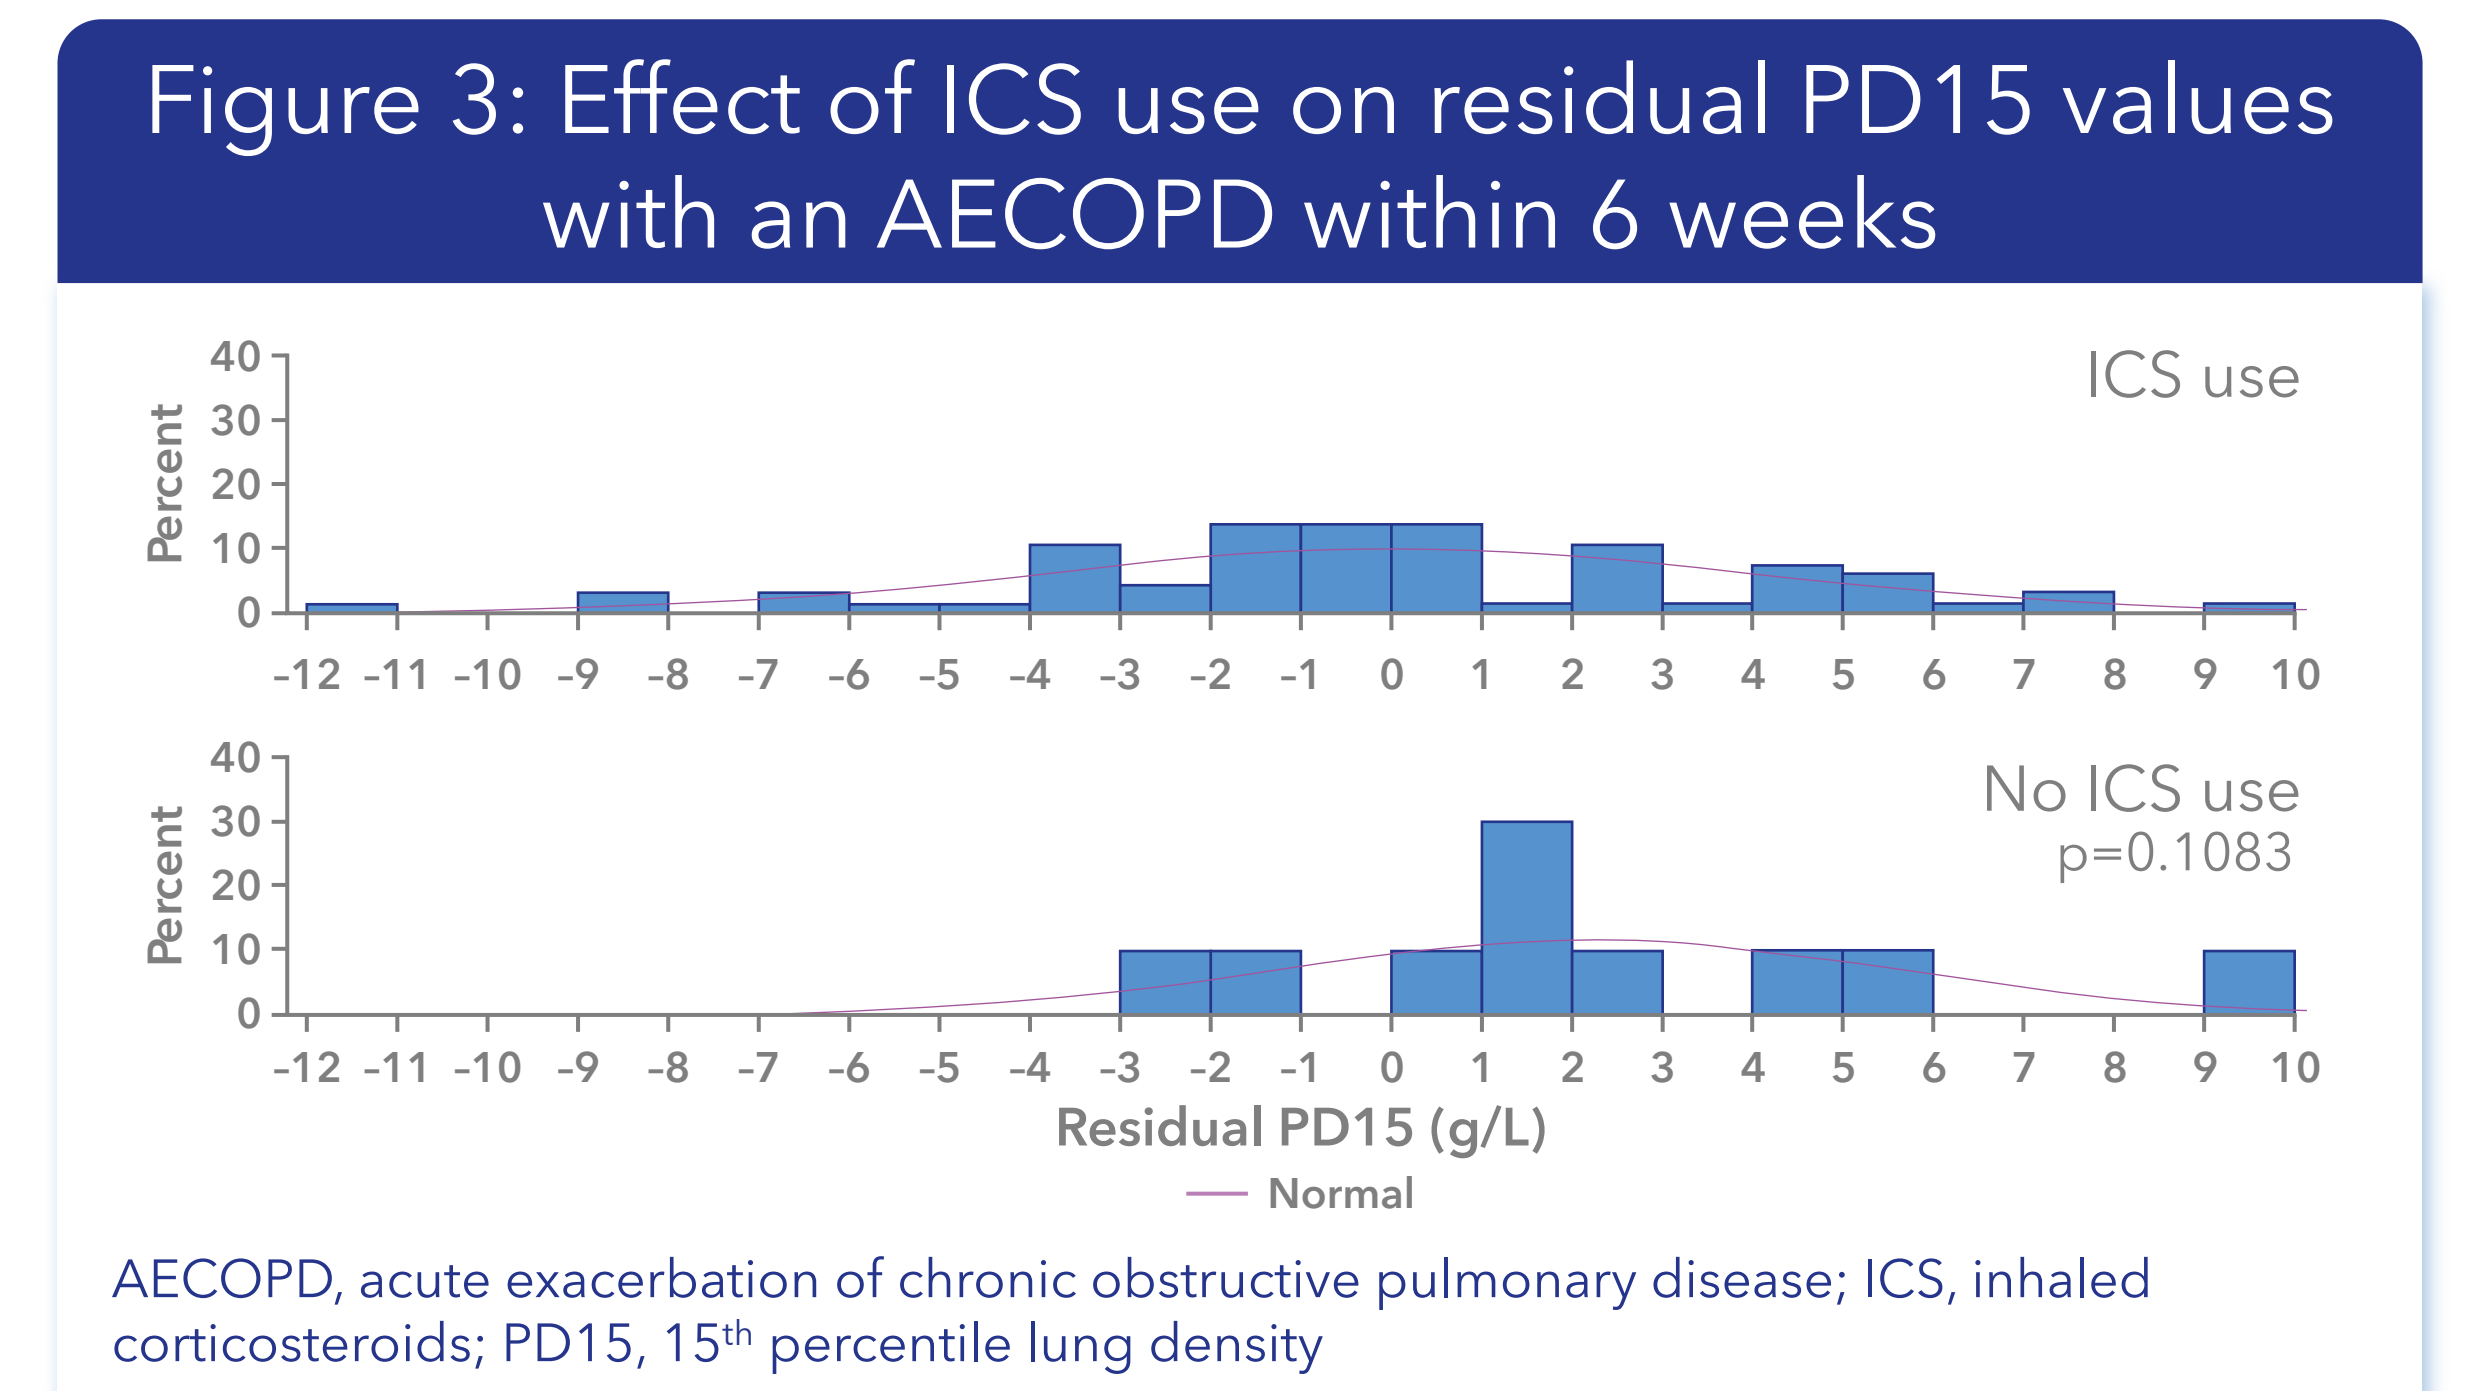 Figure 3: Effect of ICS use on residual PD15 values
with an AECOPD within 6 weeks
ICS use
Percent
40
30
20
10
0
–12 –11 –10 –9 –8 –7 –6 –5 –4 –3 –2 –1 0 1 2 3 4 5 6 7 8 9 10
No ICS use
p=0.1083
Percent
40
30
20
10
0
–12 –11 –10 –9 –8 –7 –6 –5 –4 –3 –2 –1 0 1 2 3 4 5 6 7 8 9 10
Residual PD15 (g/L)
Normal
AECOPD, acute exacerbation of chronic obstructive pulmonary disease; ICS, inhaled
corticosteroids; PD15, 15th percentile lung density